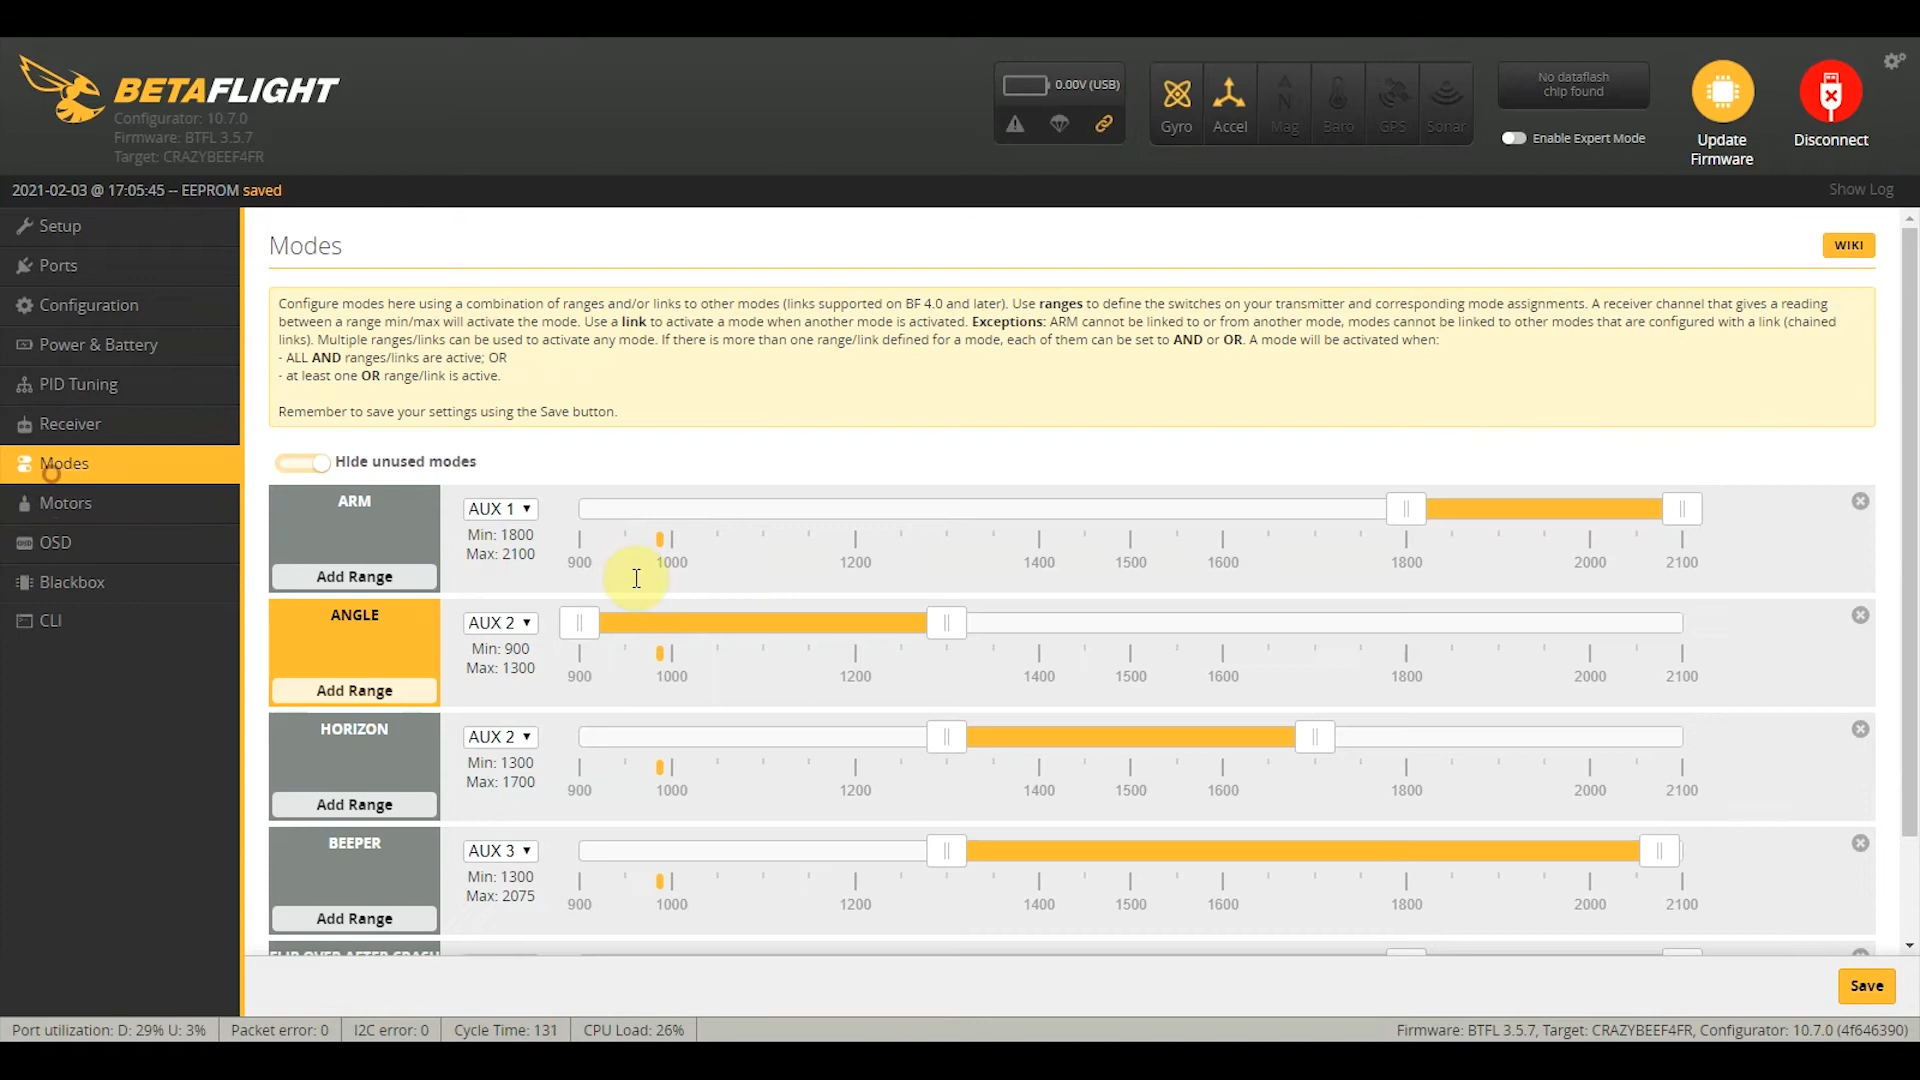 BETAFLIGHT
Configurator: 10.7.0
Firmware: BTFL 3.5.7
Target: CRAZYBEEF4FR
0.00V (USB)
Gyro
Accel
Mag
Baro
GPS
Sonar
No dataflash
chip found
Enable Expert Mode
Update
Firmware
Disconnect
2021-02-03 @ 17:05:45 -- EEPROM saved
Show Log
Setup
Ports
Configuration
Power & Battery
PID Tuning
Receiver
Modes
Motors
OSD
Blackbox
CLI
Modes
WIKI
Configure modes here using a combination of ranges and/or links to other modes (links supported on BF 4.0 and later). Use ranges to define the switches on your transmitter and corresponding mode assignments. A receiver channel that gives a reading
between a range min/max will activate the mode. Use a link to activate a mode when another mode is activated. Exceptions: ARM cannot be linked to or from another mode, modes cannot be linked to other modes that are configured with a link (chained
links). Multiple ranges/links can be used to activate any mode. If there is more than one range/link defined for a mode, each of them can be set to AND or OR. A mode will be activated when:
- ALL AND ranges/links are active; OR
- at least one OR range/link is active.
Remember to save your settings using the Save button.
Hide unused modes
ARM
Add Range
AUX 1
Min: 1800
Max: 2100
900 1000 1200 1400 1500 1600 1800 2000 2100
ANGLE
Add Range
AUX 2
Min: 900
Max: 1300
900 1000 1200 1400 1500 1600 1800 2000 2100
HORIZON
Add Range
AUX 2
Min: 1300
Max: 1700
900 1000 1200 1400 1500 1600 1800 2000 2100
BEEPER
Add Range
AUX 3
Min: 1300
Max: 2075
900 1000 1200 1400 1500 1600 1800 2000 2100
FLIP OVER AFTER CRASH
Save
Port utilization: D: 29% U: 3%
Packet error: 0
I2C error: 0
Cycle Time: 131
CPU Load: 26%
Firmware: BTFL 3.5.7, Target: CRAZYBEEF4FR, Configurator: 10.7.0 (4f646390)